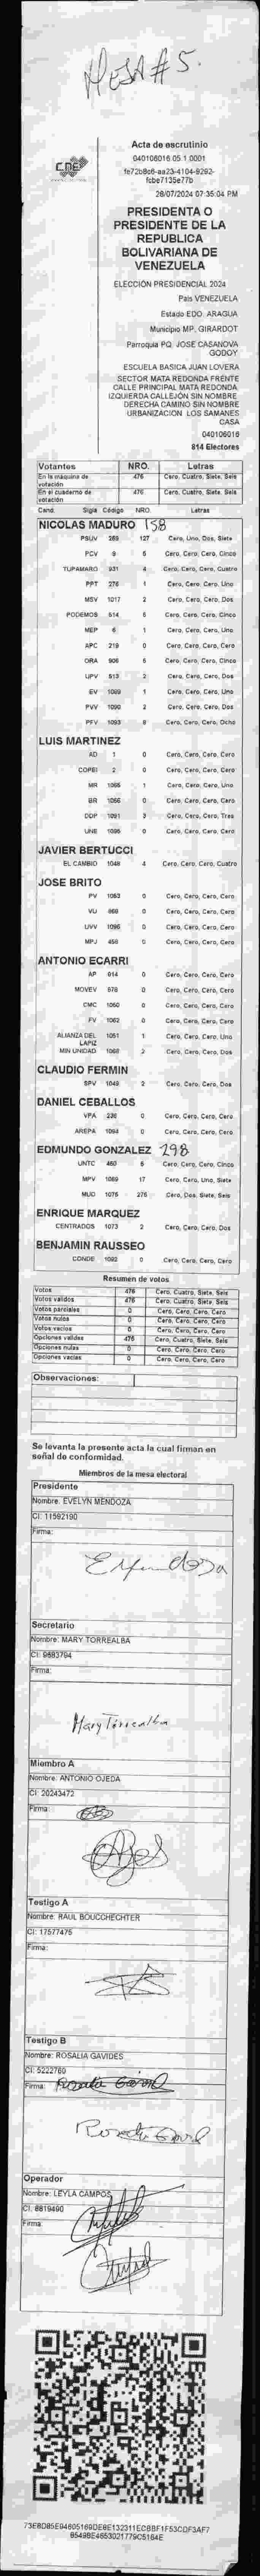 MESA # 5.
CNE
Acta de escrutinio
040106016.05.1.0001
fe72b8c6-aa23-4104-9292-
fcbe7135e77b
28/07/2024 07:35:04 PM
PRESIDENTA O
PRESIDENTE DE LA
REPUBLICA
BOLIVARIANA DE
VENEZUELA
ELECCIÓN PRESIDENCIAL 2024
País VENEZUELA
Estado EDO. ARAGUA
Municipio MP. GIRARDOT
Parroquia PQ. JOSE CASANOVA
GODOY
ESCUELA BASICA JUAN LOVERA
SECTOR MATA REDONDA FRENTE
CALLE PRINCIPAL MATA REDONDA.
IZQUIERDA CALLEJÓN SIN NOMBRE.
DERECHA CAMINO SIN NOMBRE
URBANIZACION LOS SAMANES
CASA
040106016
814 Electores
Votantes NRO. Letras
En la máquina de votación 476 Cero, Cuatro, Siete, Seis
En el cuaderno de votación 476 Cero, Cuatro, Siete, Seis
Cand. Sigla Código NRO. Letras
NICOLAS MADURO 158
PSUV 269 127 Cero, Uno, Dos, Siete
PCV 9 5 Cero, Cero, Cero, Cinco
TUPAMARO 931 4 Cero, Cero, Cero, Cuatro
PPT 276 1 Cero, Cero, Cero, Uno
MSV 1017 2 Cero, Cero, Cero, Dos
PODEMOS 514 5 Cero, Cero, Cero, Cinco
MEP 6 1 Cero, Cero, Cero, Uno
APC 219 0 Cero, Cero, Cero, Cero
ORA 906 5 Cero, Cero, Cero, Cinco
UPV 513 2 Cero, Cero, Cero, Dos
EV 1089 1 Cero, Cero, Cero, Uno
PVV 1090 2 Cero, Cero, Cero, Dos
PFV 1093 8 Cero, Cero, Cero, Ocho
LUIS MARTINEZ
AD 1 0 Cero, Cero, Cero, Cero
COPEI 2 0 Cero, Cero, Cero, Cero
MR 1065 1 Cero, Cero, Cero, Uno
BR 1066 0 Cero, Cero, Cero, Cero
DDP 1091 3 Cero, Cero, Cero, Tres
UNE 1095 0 Cero, Cero, Cero, Cero
JAVIER BERTUCCI
EL CAMBIO 1048 4 Cero, Cero, Cero, Cuatro
JOSE BRITO
PV 1053 0 Cero, Cero, Cero, Cero
VU 868 0 Cero, Cero, Cero, Cero
UVV 1096 0 Cero, Cero, Cero, Cero
MPJ 456 0 Cero, Cero, Cero, Cero
ANTONIO ECARRI
AP 914 0 Cero, Cero, Cero, Cero
MOVEV 578 0 Cero, Cero, Cero, Cero
CMC 1050 0 Cero, Cero, Cero, Cero
FV 1062 0 Cero, Cero, Cero, Cero
ALIANZA DEL LAPIZ 1051 1 Cero, Cero, Cero, Uno
MIN UNIDAD 1068 2 Cero, Cero, Cero, Dos
CLAUDIO FERMIN
SPV 1049 2 Cero, Cero, Cero, Dos
DANIEL CEBALLOS
VPA 230 0 Cero, Cero, Cero, Cero
AREPA 1094 0 Cero, Cero, Cero, Cero
EDMUNDO GONZALEZ 298
UNTC 460 5 Cero, Cero, Cero, Cinco
MPV 1069 17 Cero, Cero, Uno, Siete
MUD 1075 276 Cero, Dos, Siete, Seis
ENRIQUE MARQUEZ
CENTRADOS 1073 2 Cero, Cero, Cero, Dos
BENJAMIN RAUSSEO
CONDE 1092 0 Cero, Cero, Cero, Cero
Resumen de votos
Votos 476 Cero, Cuatro, Siete, Seis
Votos válidos 476 Cero, Cuatro, Siete, Seis
Votos parciales 0 Cero, Cero, Cero, Cero
Votos nulos 0 Cero, Cero, Cero, Cero
Votos vacíos 0 Cero, Cero, Cero, Cero
Opciones validas 476 Cero, Cuatro, Siete, Seis
Opciones nulas 0 Cero, Cero, Cero, Cero
Opciones vacías 0 Cero, Cero, Cero, Cero
Observaciones:
Se levanta la presente acta la cual firman en
señal de conformidad.
Miembros de la mesa electoral
Presidente
Nombre: EVELYN MENDOZA
CI: 11592190
Firma:
Secretario
Nombre: MARY TORREALBA
CI: 9683794
Firma:
Mary Torrealba
Miembro A
Nombre: ANTONIO OJEDA
CI: 20243472
Firma:
Testigo A
Nombre: RAUL BOUCCHECHTER
CI: 17577475
Firma:
Testigo B
Nombre: ROSALIA GAVIDES
CI: 5222760
Firma:
Operador
Nombre: LEYLA CAMPOS
CI: 8819490
Firma:
73E8D85E94605169DE8E132311ECBBF1F53CDF3AF7
8549BE4653021779C5164E